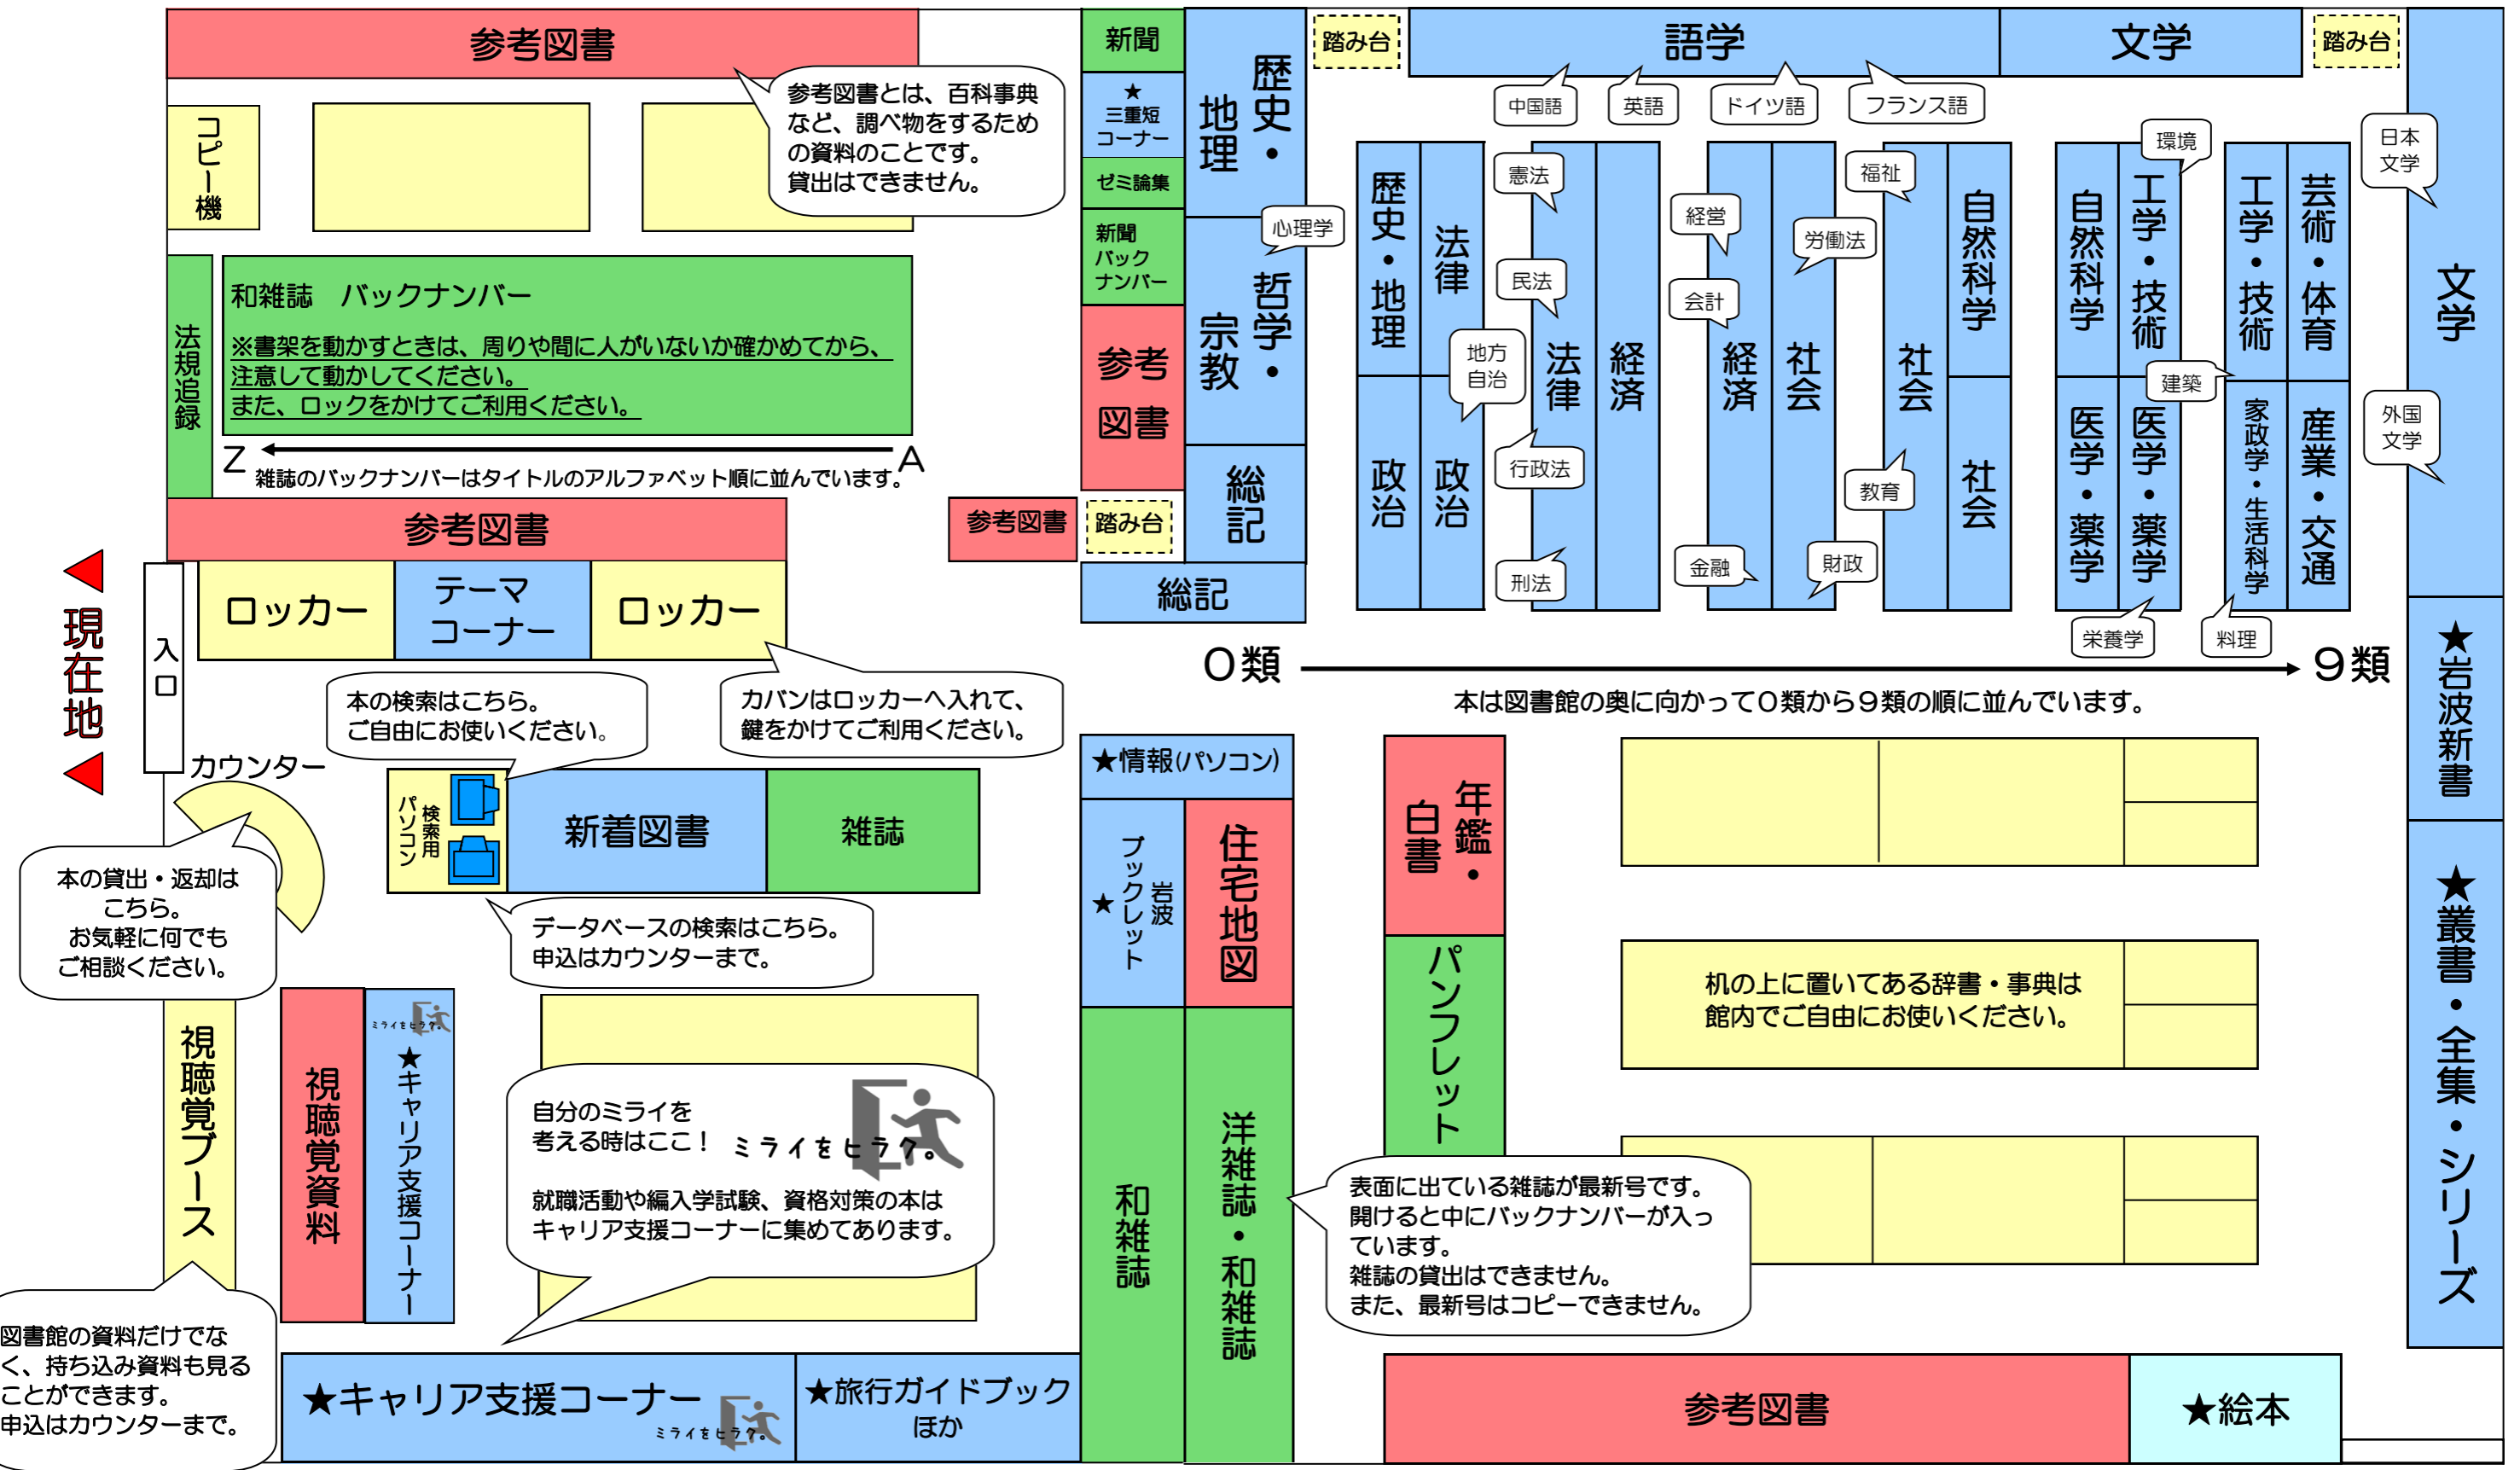 参考図書
参考図書とは、百科事典
など、調べ物をするため
の資料のことです。
貸出はできません。
コピー機
法規追録
和雑誌　バックナンバー
※書架を動かすときは、周りや間に人がいないか確かめてから、
注意して動かしてください。
また、ロックをかけてご利用ください。
Z
A
雑誌のバックナンバーはタイトルのアルファベット順に並んでいます。
参考図書
参考図書
踏み台
新聞
★
三重短
コーナー
ゼミ論集
新聞
バック
ナンバー
参考
図書
歴史・
地理
心理学
哲学・
宗教
総記
総記
踏み台
語学
文学
踏み台
中国語
英語
ドイツ語
フランス語
歴史・地理
法律
政治
政治
地方
自治
憲法
民法
行政法
刑法
法律
経済
経営
会計
金融
経済
社会
労働法
財政
福祉
教育
社会
自然科学
社会
自然科学
工学・技術
環境
医学・薬学
医学・薬学
栄養学
建築
工学・技術
芸術・体育
家政学・生活科学
産業・交通
料理
日本
文学
外国
文学
文学
★岩波新書
★叢書・全集・シリーズ
0類
9類
本は図書館の奥に向かって0類から9類の順に並んでいます。
現在地
入口
ロッカー
テーマ
コーナー
ロッカー
カバンはロッカーへ入れて、
鍵をかけてご利用ください。
本の検索はこちら。
ご自由にお使いください。
カウンター
本の貸出・返却は
こちら。
お気軽に何でも
ご相談ください。
検索用
パソコン
新着図書
雑誌
データベースの検索はこちら。
申込はカウンターまで。
視聴覚ブース
図書館の資料だけでな
く、持ち込み資料も見る
ことができます。
申込はカウンターまで。
視聴覚資料
ミライをヒラク。
★キャリア支援コーナー
自分のミライを
考える時はここ！
ミライをヒラク。
就職活動や編入学試験、資格対策の本は
キャリア支援コーナーに集めてあります。
★キャリア支援コーナー
ミライをヒラク。
★旅行ガイドブック
ほか
★情報(パソコン)
岩波
ブックレット
★
住宅地図
和雑誌
洋雑誌・和雑誌
表面に出ている雑誌が最新号です。
開けると中にバックナンバーが入っ
ています。
雑誌の貸出はできません。
また、最新号はコピーできません。
年鑑・
白書
パンフレット
机の上に置いてある辞書・事典は
館内でご自由にお使いください。
参考図書
★絵本